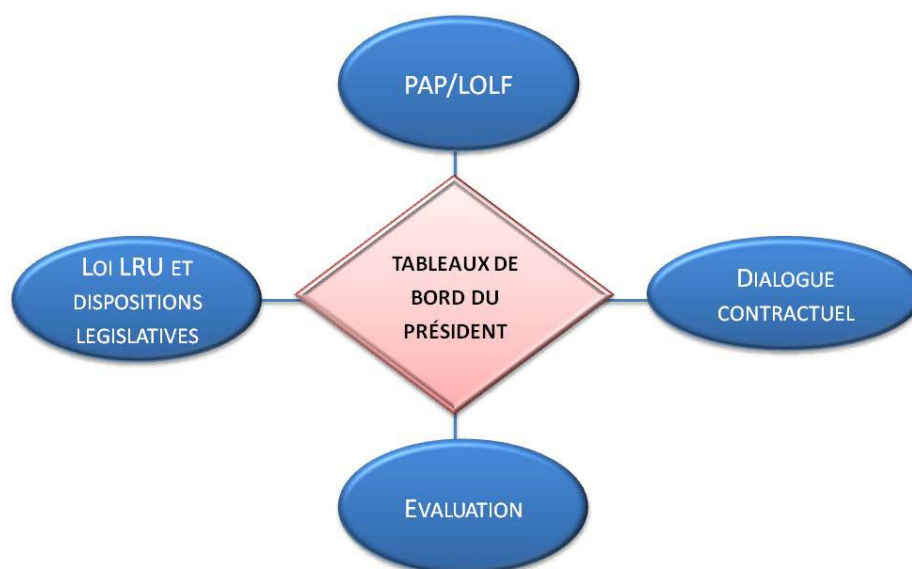 PAP/LOLF
LOI LRU ET
DISPOSITIONS
LEGISLATIVES
TABLEAUX DE
BORD DU
PRÉSIDENT
DIALOGUE
CONTRACTUEL
EVALUATION